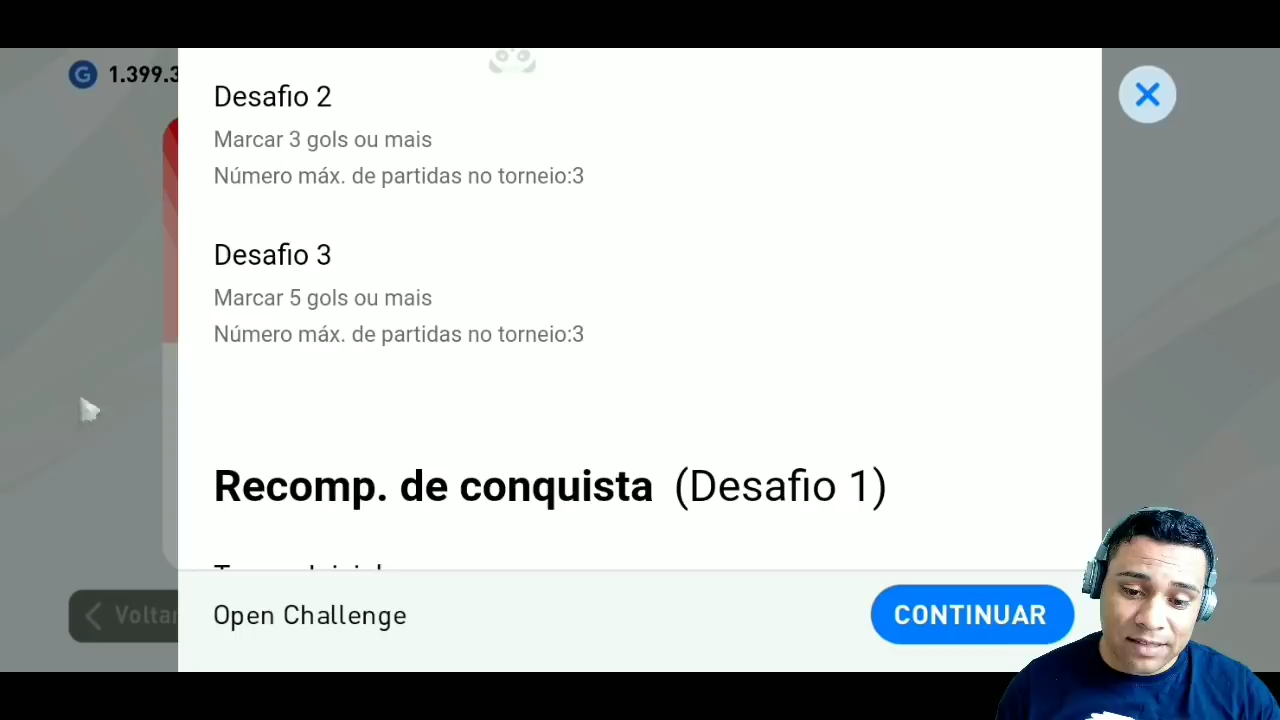 G 1.399.3
Desafio 2
Marcar 3 gols ou mais
Número máx. de partidas no torneio:3
Desafio 3
Marcar 5 gols ou mais
Número máx. de partidas no torneio:3
Recomp. de conquista (Desafio 1)
Voltar
Open Challenge
CONTINUAR